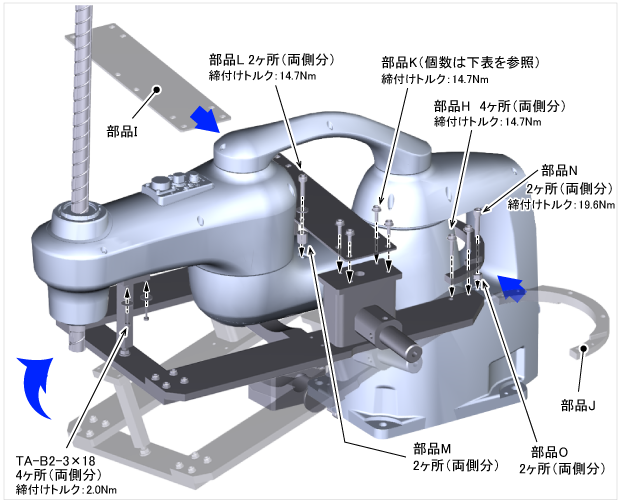 部品L 2ヶ所（両側分）
締付けトルク：14.7Nm
部品K（個数は下表を参照）
締付けトルク：14.7Nm
部品H 4ヶ所（両側分）
締付けトルク：14.7Nm
部品I
部品N
2ヶ所（両側分）
締付けトルク：19.6Nm
部品J
部品M
2ヶ所（両側分）
部品O
2ヶ所（両側分）
TA-B2-3×18
4ヶ所（両側分）
締付けトルク：2.0Nm